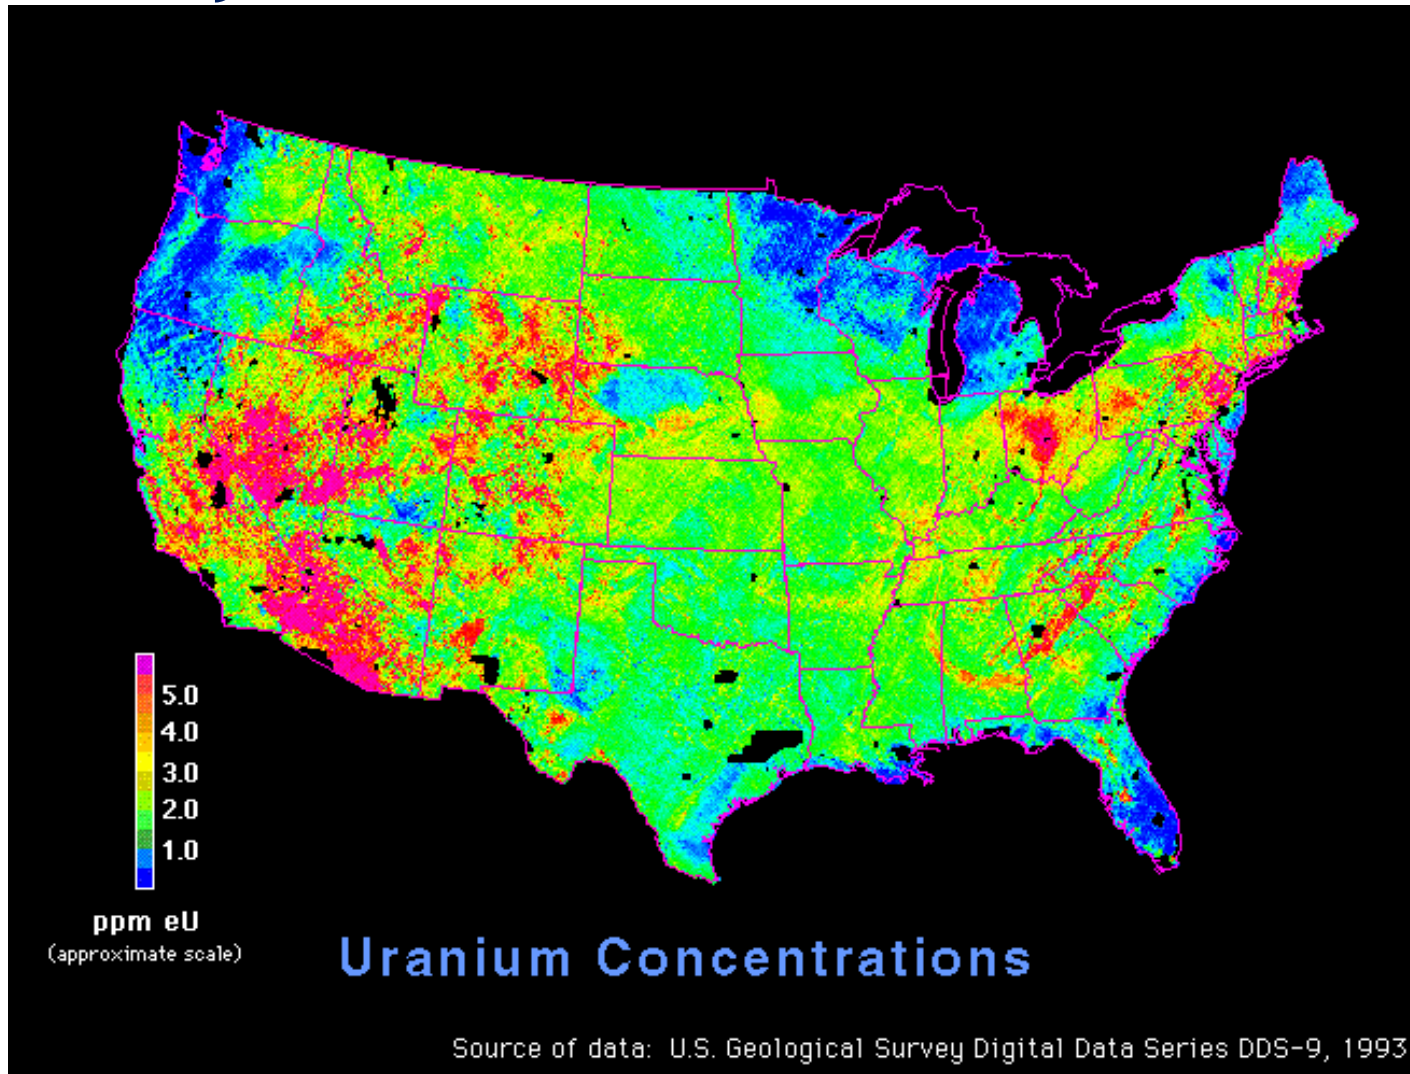 5.0
4.0
3.0
2.0
1.0
ppm eU
(approximate scale)
Uranium Concentrations
Source of data: U.S. Geological Survey Digital Data Series DDS-9, 1993